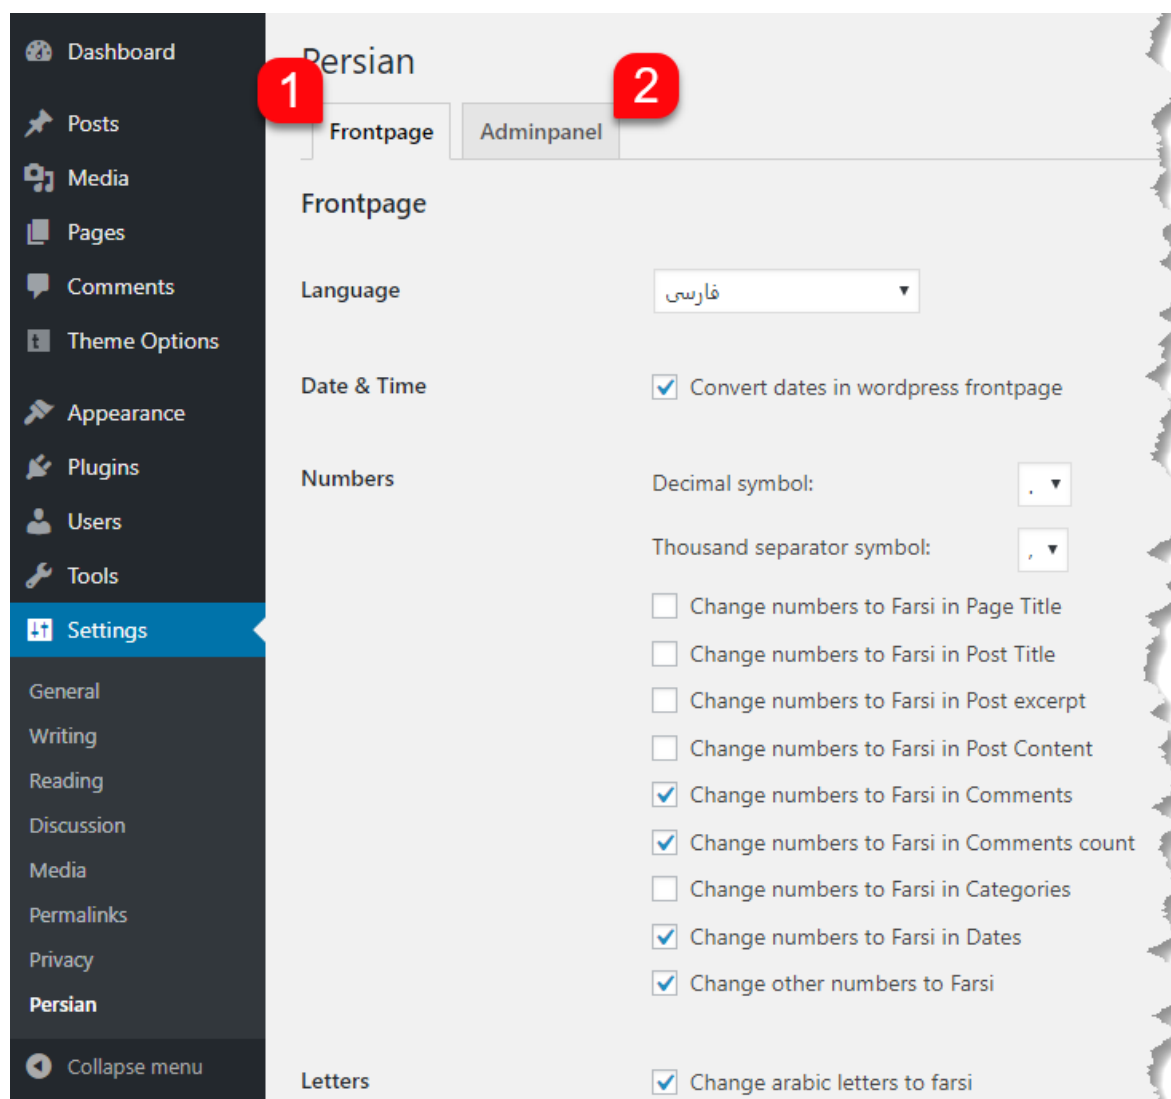 Dashboard
Posts
Media
Pages
Comments
Theme Options
Appearance
Plugins
Users
Tools
Settings
General
Writing
Reading
Discussion
Media
Permalinks
Privacy
Persian
Collapse menu
Persian
1
2
Frontpage
Adminpanel
Frontpage
Language
فارسی
Date & Time
Convert dates in wordpress frontpage
Numbers
Decimal symbol: .
Thousand separator symbol: ,
Change numbers to Farsi in Page Title
Change numbers to Farsi in Post Title
Change numbers to Farsi in Post excerpt
Change numbers to Farsi in Post Content
Change numbers to Farsi in Comments
Change numbers to Farsi in Comments count
Change numbers to Farsi in Categories
Change numbers to Farsi in Dates
Change other numbers to Farsi
Letters
Change arabic letters to farsi